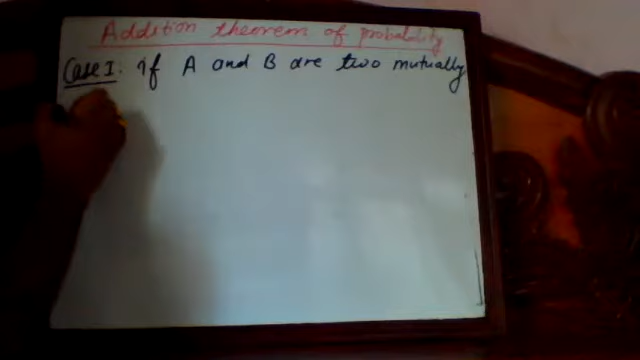 Addition theorem of probability
Case I. if A and B are two mutually